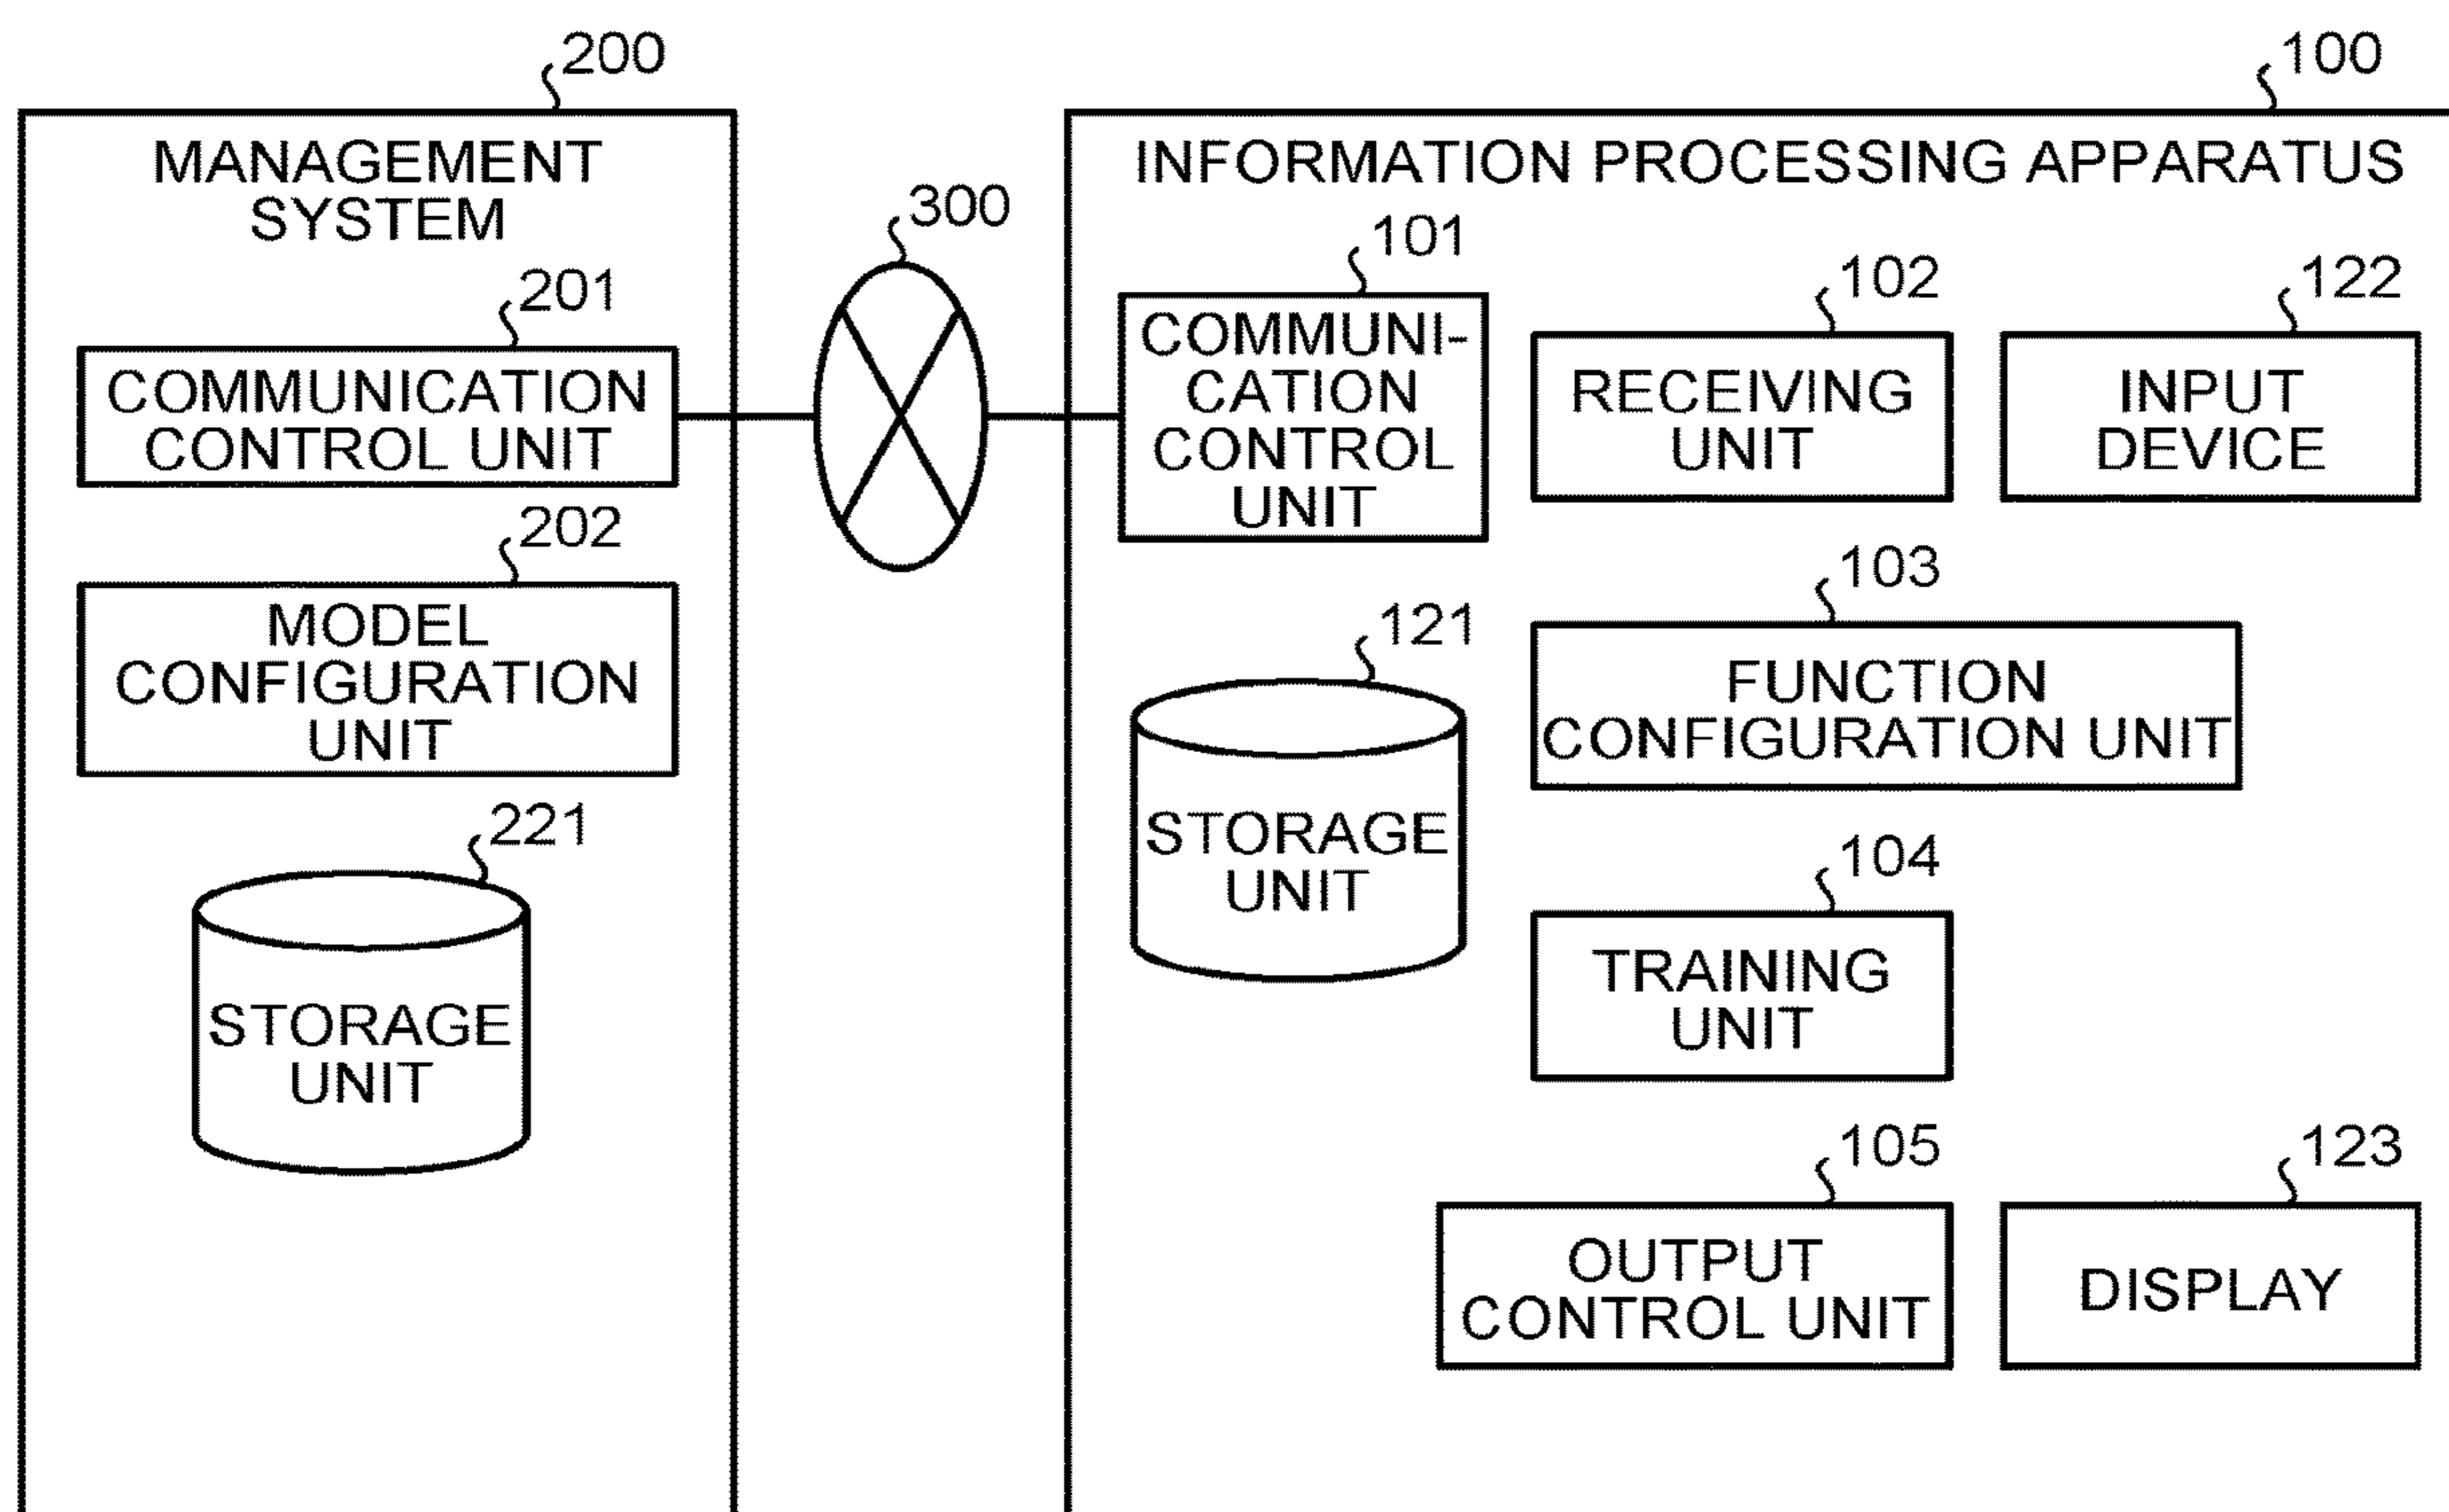 200
MANAGEMENT
SYSTEM
201
COMMUNICATION
CONTROL UNIT
202
MODEL
CONFIGURATION
UNIT
221
STORAGE
UNIT
300
100
INFORMATION PROCESSING APPARATUS
101
COMMUNI-
CATION
CONTROL
UNIT
102
RECEIVING
UNIT
122
INPUT
DEVICE
121
STORAGE
UNIT
103
FUNCTION
CONFIGURATION UNIT
104
TRAINING
UNIT
105
OUTPUT
CONTROL UNIT
123
DISPLAY